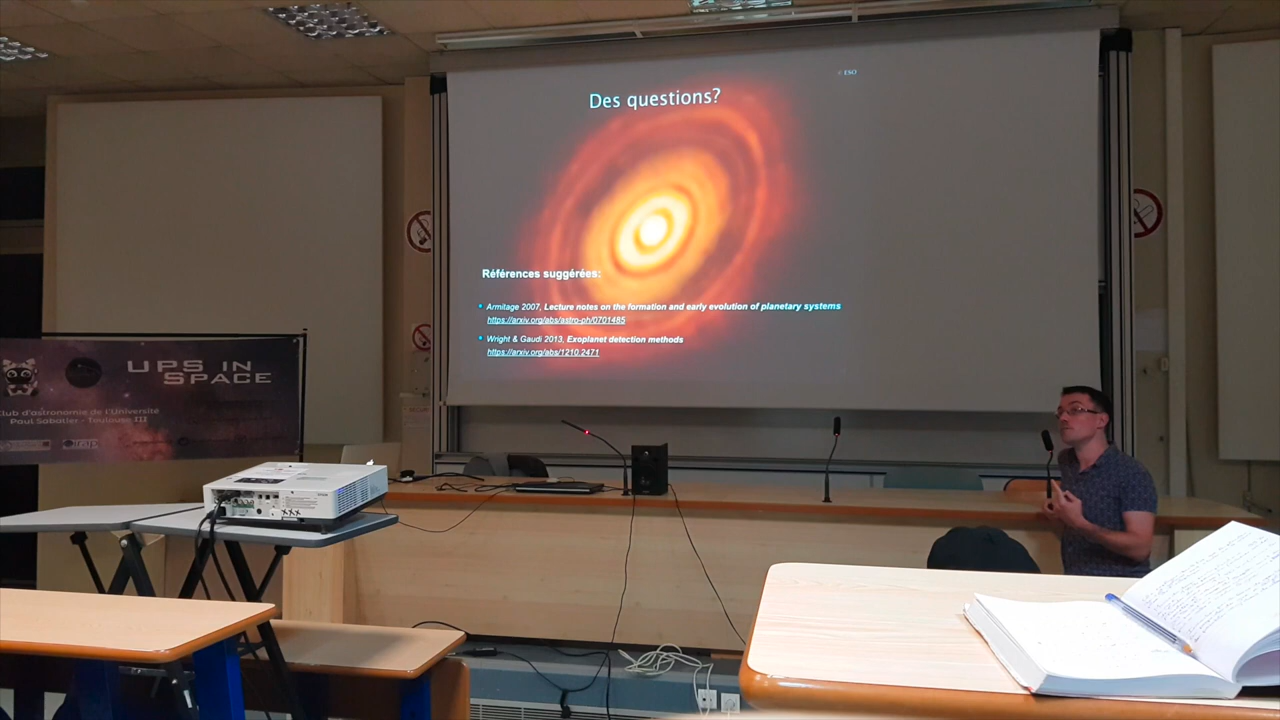 © ESO
Des questions?
Références suggérées:
Armitage 2007, Lecture notes on the formation and early evolution of planetary systems
https://arxiv.org/abs/astro-ph/0701485
Wright & Gaudi 2013, Exoplanet detection methods
https://arxiv.org/abs/1210.2471
UPS IN
SPACE
Club d'astronomie de l'Université
Paul Sabatier - Toulouse III